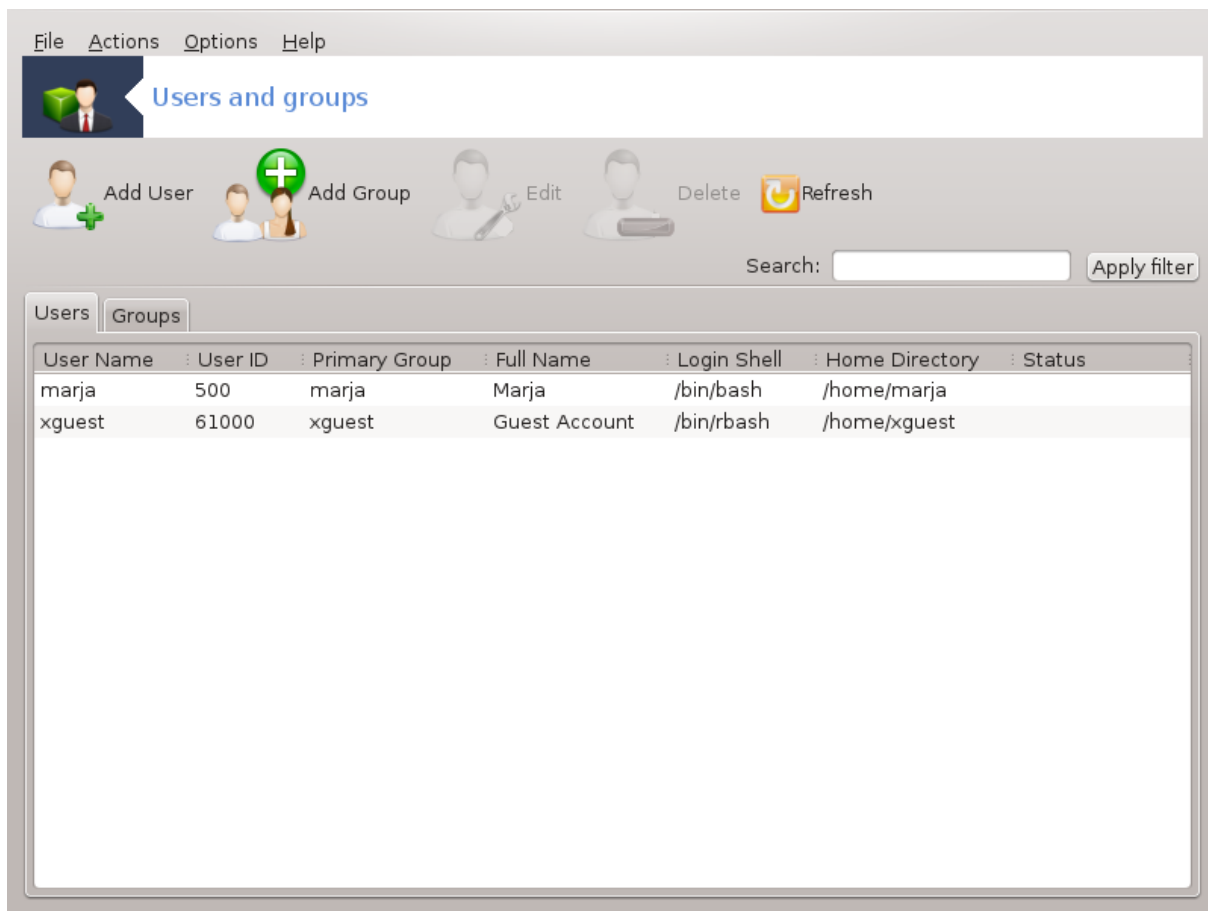 File Actions Options Help
Users and groups
Add User Add Group Edit Delete Refresh
Search: Apply filter
Users Groups
User Name User ID Primary Group Full Name Login Shell Home Directory Status
marja 500 marja Marja /bin/bash /home/marja
xguest 61000 xguest Guest Account /bin/rbash /home/xguest